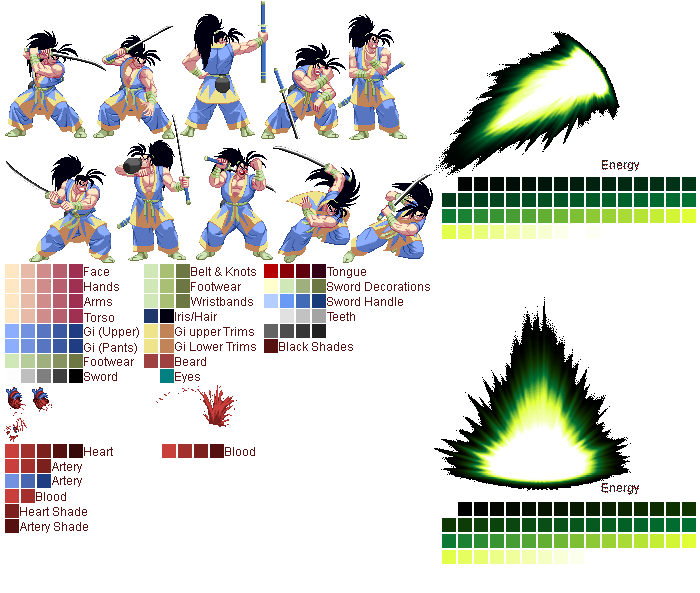 Energy
Face
Hands
Arms
Torso
Gi (Upper)
Gi (Pants)
Footwear
Sword
Belt & Knots
Footwear
Wristbands
Iris/Hair
Gi upper Trims
Gi Lower Trims
Beard
Eyes
Tongue
Sword Decorations
Sword Handle
Teeth
Black Shades
Heart
Artery
Artery
Blood
Heart Shade
Artery Shade
Blood
Energy